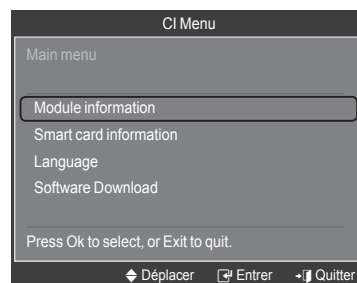 CI Menu
Main menu
Module information
Smart card information
Language
Software Download
Press Ok to select, or Exit to quit.
Déplacer Entrer Quitter